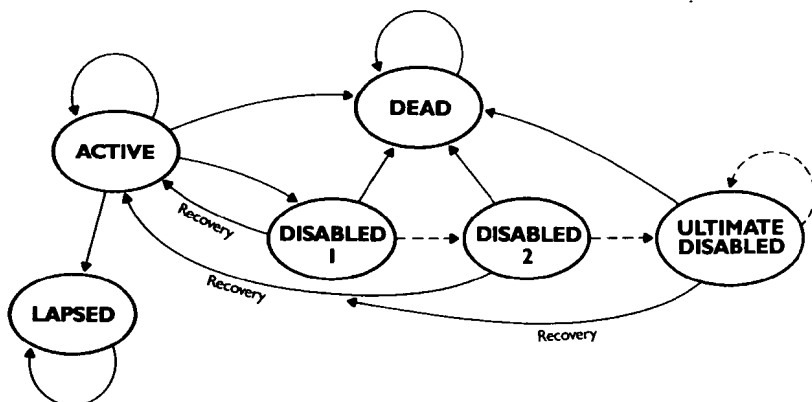 DEAD
ACTIVE
Recovery
DISABLED
1
DISABLED
2
ULTIMATE
DISABLED
Recovery
LAPSED
Recovery